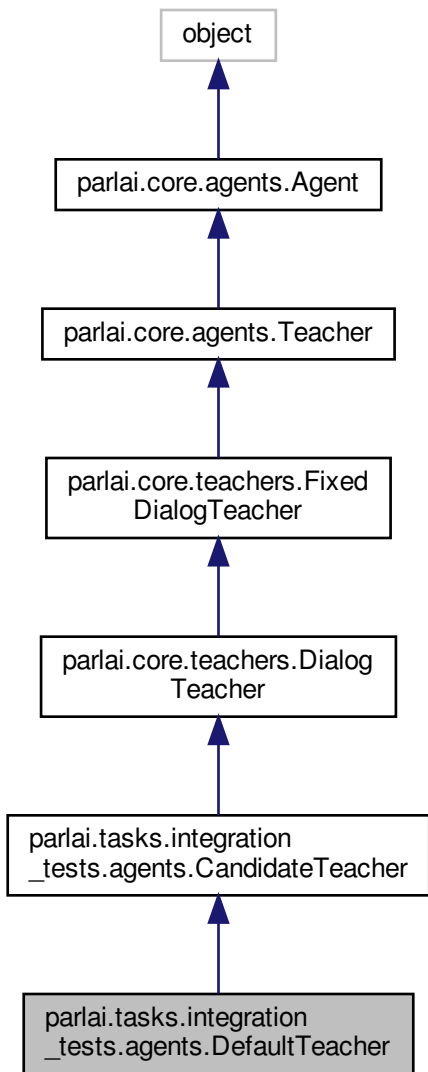 object
parlai.core.agents.Agent
parlai.core.agents.Teacher
parlai.core.teachers.Fixed
DialogTeacher
parlai.core.teachers.Dialog
Teacher
parlai.tasks.integration
_tests.agents.CandidateTeacher
parlai.tasks.integration
_tests.agents.DefaultTeacher